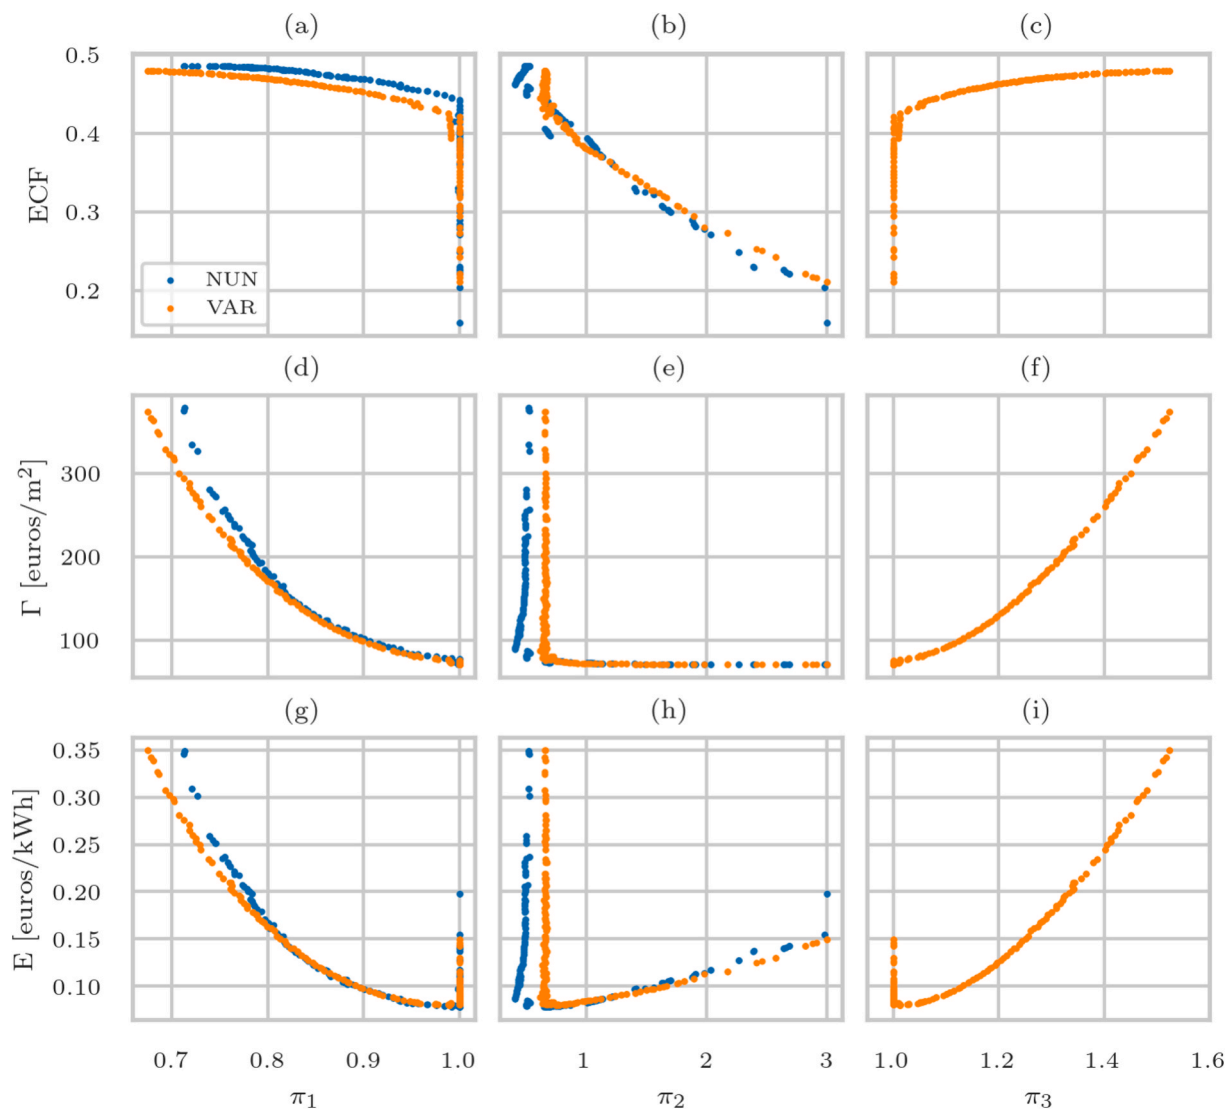 (a) (b) (c)
0.5
0.4
0.3
0.2
ECF
NUN
VAR
(d) (e) (f)
300
200
100
Γ [euros/m²]
(g) (h) (i)
0.35
0.30
0.25
0.20
0.15
0.10
E [euros/kWh]
0.7 0.8 0.9 1.0 1 2 3 1.0 1.2 1.4 1.6
π₁ π₂ π₃